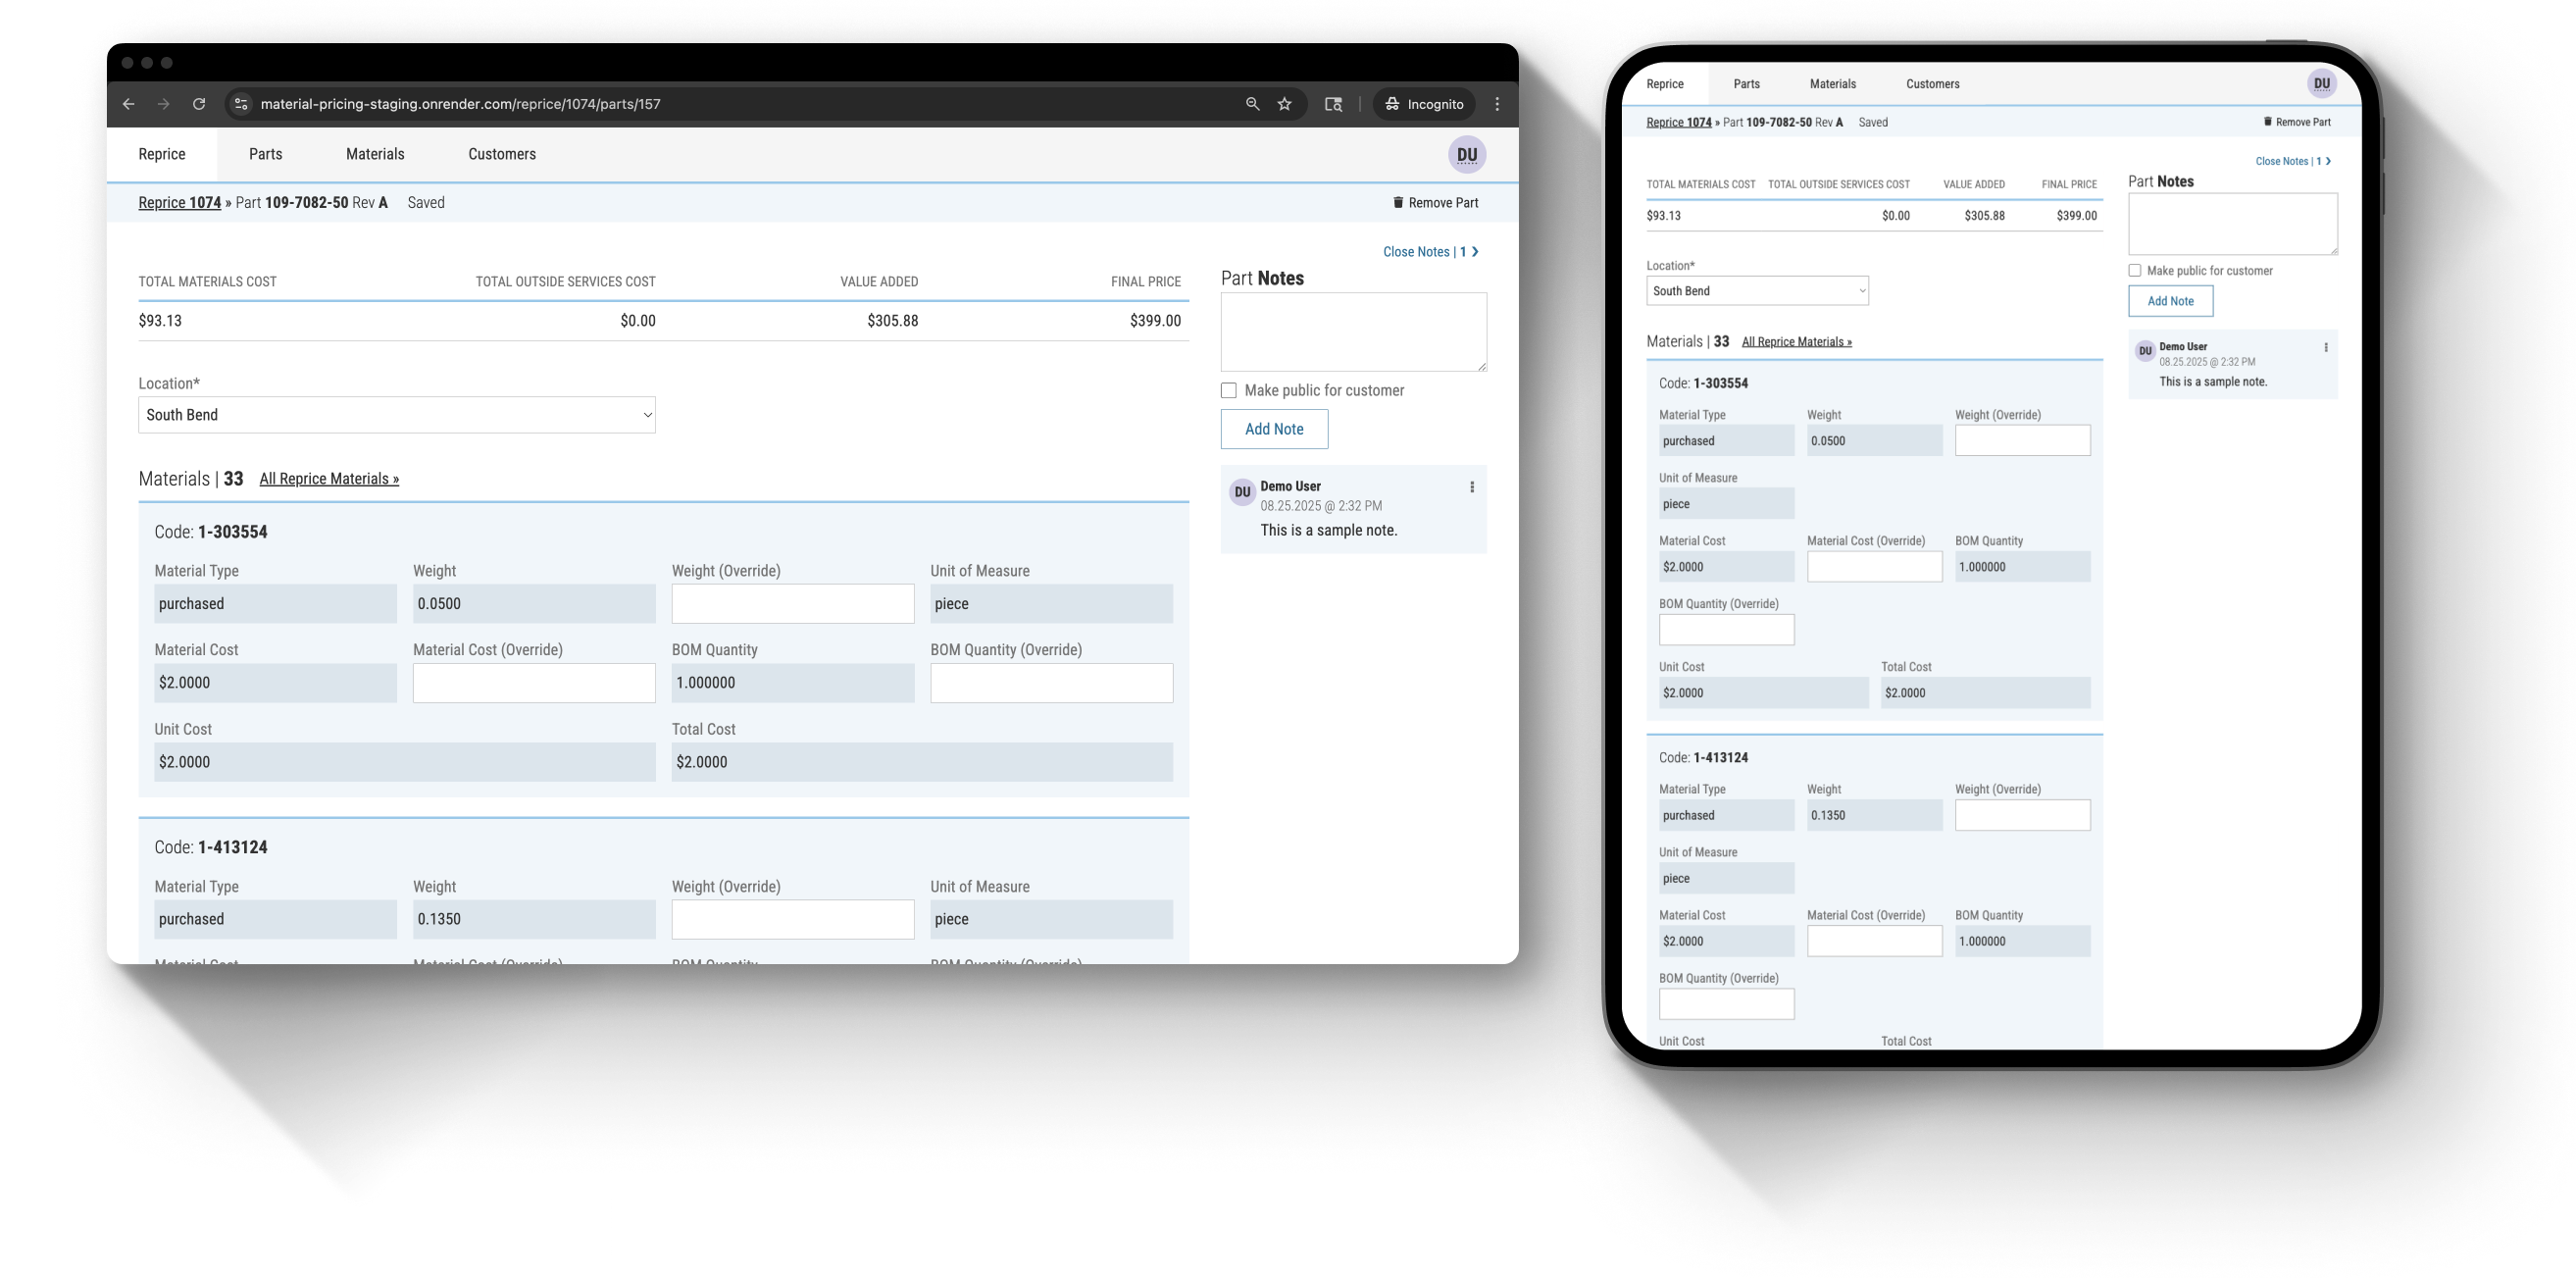 material-pricing-staging.onrender.com/reprice/1074/parts/157
Incognito
Reprice Parts Materials Customers DU
Reprice 1074 » Part 109-7082-50 Rev A Saved Remove Part
Close Notes | 1
TOTAL MATERIALS COST TOTAL OUTSIDE SERVICES COST VALUE ADDED FINAL PRICE
$93.13 $0.00 $305.88 $399.00
Part Notes
Make public for customer
Add Note
DU Demo User
08.25.2025 @ 2:32 PM
This is a sample note.
Location*
South Bend
Materials | 33 All Reprice Materials »
Code: 1-303554
Material Type Weight Weight (Override) Unit of Measure
purchased 0.0500 piece
Material Cost Material Cost (Override) BOM Quantity BOM Quantity (Override)
$2.0000 1.000000
Unit Cost Total Cost
$2.0000 $2.0000
Code: 1-413124
Material Type Weight Weight (Override) Unit of Measure
purchased 0.1350 piece
Material Cost Material Cost (Override) BOM Quantity BOM Quantity (Override)
Reprice Parts Materials Customers DU
Reprice 1074 » Part 109-7082-50 Rev A Saved Remove Part
Close Notes | 1
TOTAL MATERIALS COST TOTAL OUTSIDE SERVICES COST VALUE ADDED FINAL PRICE
$93.13 $0.00 $305.88 $399.00
Part Notes
Make public for customer
Add Note
DU Demo User
08.25.2025 @ 2:32 PM
This is a sample note.
Location*
South Bend
Materials | 33 All Reprice Materials »
Code: 1-303554
Material Type Weight Weight (Override)
purchased 0.0500
Unit of Measure
piece
Material Cost Material Cost (Override) BOM Quantity
$2.0000 1.000000
BOM Quantity (Override)
Unit Cost Total Cost
$2.0000 $2.0000
Code: 1-413124
Material Type Weight Weight (Override)
purchased 0.1350
Unit of Measure
piece
Material Cost Material Cost (Override) BOM Quantity
$2.0000 1.000000
BOM Quantity (Override)
Unit Cost Total Cost